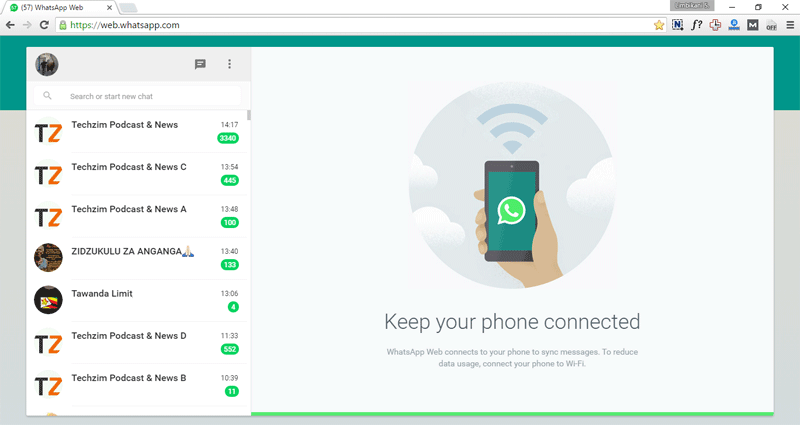 (57) WhatsApp Web
https://web.whatsapp.com
Search or start new chat
TZ
Techzim Podcast & News
14:17
3340
TZ
Techzim Podcast & News C
13:54
445
TZ
Techzim Podcast & News A
13:48
100
ZIDZUKULU ZA ANGANGA🙏🏻
13:40
133
Tawanda Limit
13:06
4
TZ
Techzim Podcast & News D
11:33
552
TZ
Techzim Podcast & News B
10:39
11
Keep your phone connected
WhatsApp Web connects to your phone to sync messages. To reduce
data usage, connect your phone to Wi-Fi.
f?
OFF